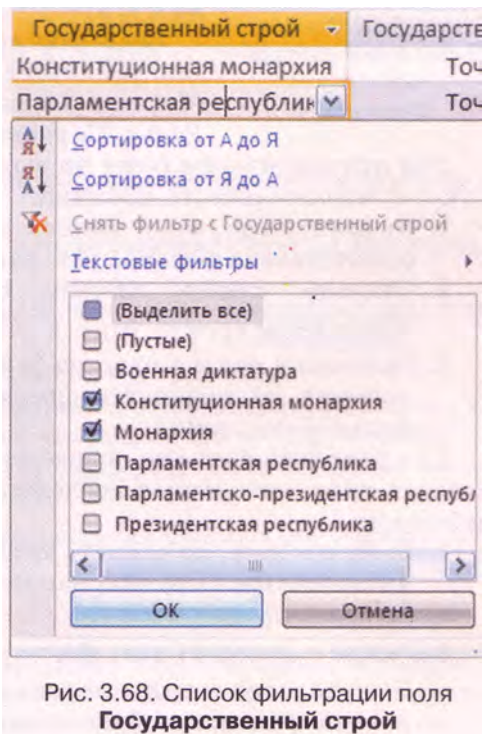 Государственный строй Государств
Конституционная монархия Точ
Парламентская республик Точ
Сортировка от А до Я
Сортировка от Я до А
Снять фильтр с Государственный строй
Текстовые фильтры
(Выделить все)
(Пустые)
Военная диктатура
Конституционная монархия
Монархия
Парламентская республика
Парламентско-президентская республ
Президентская республика
ОК Отмена
Рис. 3.68. Список фильтрации поля
Государственный строй